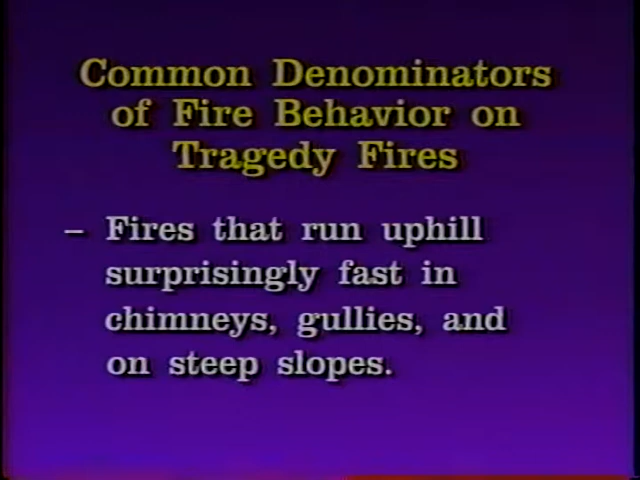 Common Denominators
of Fire Behavior on
Tragedy Fires
– Fires that run uphill
surprisingly fast in
chimneys, gullies, and
on steep slopes.